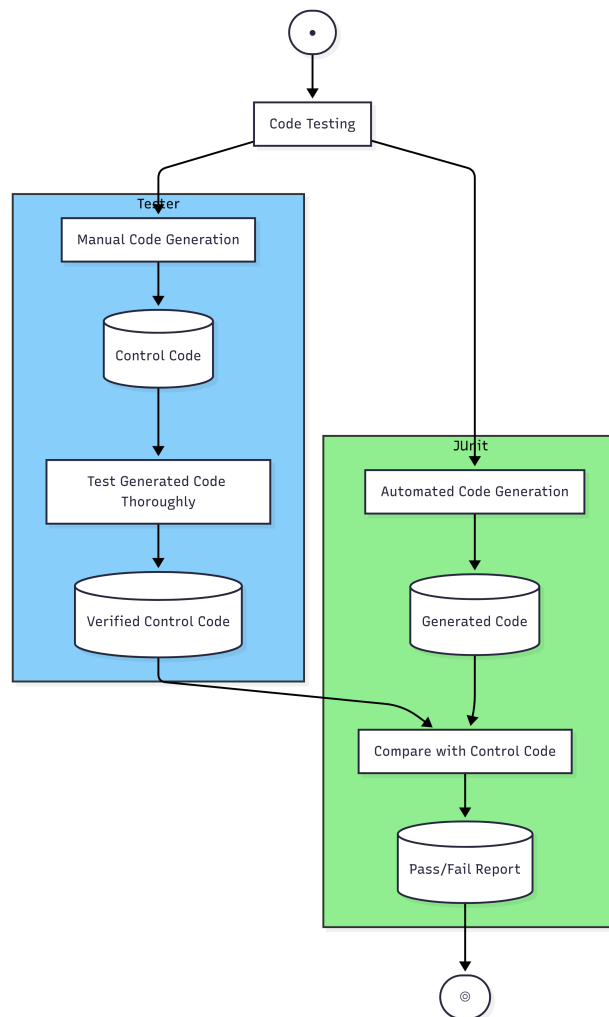 Code Testing
Tester
Manual Code Generation
Control Code
Test Generated Code
Thoroughly
Verified Control Code
JUnit
Automated Code Generation
Generated Code
Compare with Control Code
Pass/Fail Report